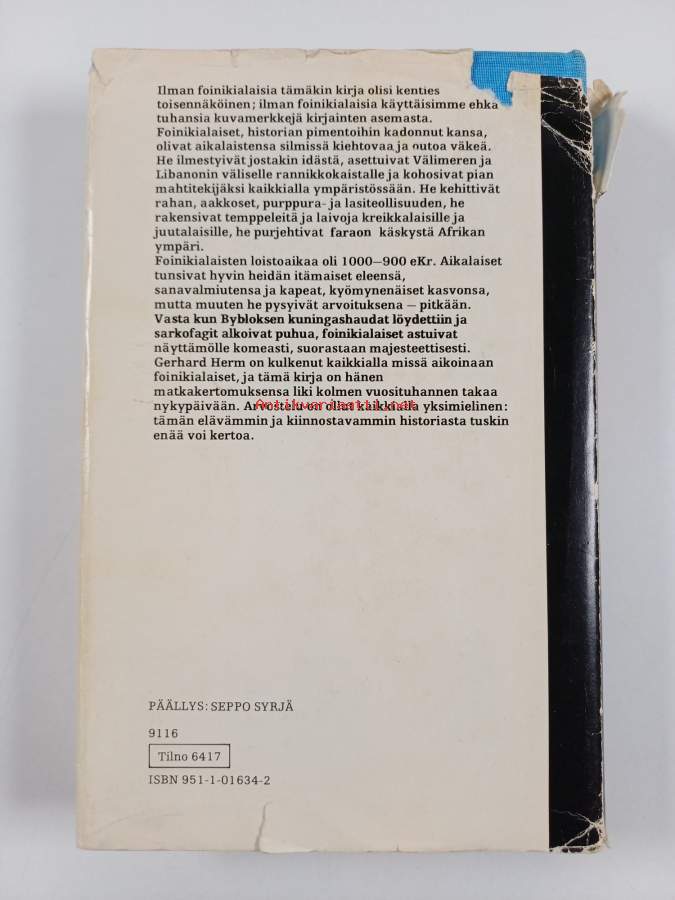 Ilman foinikialaisia tämäkin kirja olisi kenties
toisennäköinen; ilman foinikialaisia käyttäisimme ehkä
tuhansia kuvamerkkejä kirjainten asemasta.
Foinikialaiset, historian pimentoihin kadonnut kansa,
olivat aikalaistensa silmissä kiehtovaa ja outoa väkeä.
He ilmestyivät jostakin idästä, asettuivat Välimeren ja
Libanonin väliselle rannikkokaistalle ja kohosivat pian
mahtitekijäksi kaikkialla ympäristössään. He kehittivät
rahan, aakkoset, purppura- ja lasiteollisuuden, he
rakensivat temppeleitä ja laivoja kreikkalaisille ja
juutalaisille, he purjehtivat faraon käskystä Afrikan
ympäri.
Foinikialaisten loistoaikaa oli 1000—900 eKr. Aikalaiset
tunsivat hyvin heidän itämaiset eleensä,
sanavalmiutensa ja kapeat, kyömynenäiset kasvonsa,
mutta muuten he pysyivät arvoituksena — pitkään.
Vasta kun Bybloksen kuningashaudat löydettiin ja
sarkofagit alkoivat puhua, foinikialaiset astuivat
näyttämölle komeasti, suorastaan majesteettisesti.
Gerhard Herm on kulkenut kaikkialla missä aikoinaan
foinikialaiset, ja tämä kirja on hänen
matkakertomuksensa liki kolmen vuosituhannen takaa
nykypäivään. Arvostelu on ollut kaikkialla yksimielinen:
Antikvariaatti.net
tämän elävämmin ja kiinnostavammin historiasta tuskin
enää voi kertoa.
PÄÄLLYS: SEPPO SYRJÄ
9116
Tilno 6417
ISBN 951-1-01634-2